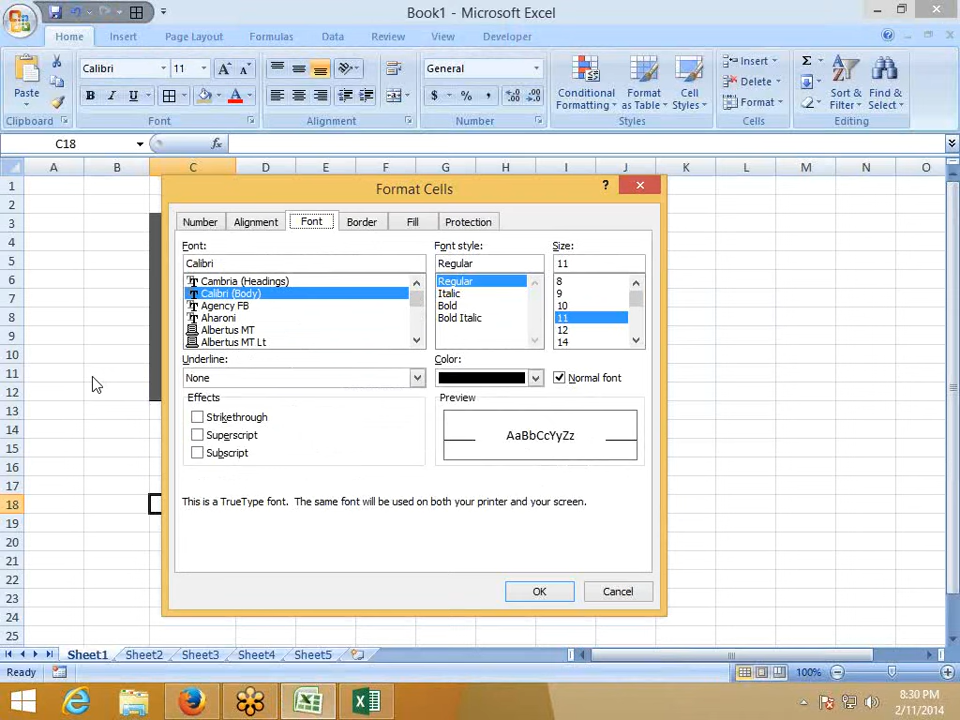 Book1 - Microsoft Excel
Home Insert Page Layout Formulas Data Review View Developer
Calibri 11 General Insert Σ
Paste B I U $ % , Conditional Formatting Format as Table Cell Styles Delete Format Sort & Filter Find & Select
Clipboard Font Alignment Number Styles Cells Editing
C18 fx
A B C D E F G H I J K L M N O
1
2
3
4
5
6
7
8
9
10
11
12
13
14
15
16
17
18
19
20
21
22
23
24
25
Format Cells
?
Number Alignment Font Border Fill Protection
Font: Font style: Size:
Calibri Regular 11
Cambria (Headings) Regular 8
Calibri (Body) Italic 9
Agency FB Bold 10
Aharoni Bold Italic 11
Albertus MT 12
Albertus MT Lt 14
Underline: Color:
None Normal font
Effects Preview
Strikethrough
Superscript AaBbCcYyZz
Subscript
This is a TrueType font. The same font will be used on both your printer and your screen.
OK Cancel
Sheet1 Sheet2 Sheet3 Sheet4 Sheet5
Ready 100%
8:30 PM
2/11/2014